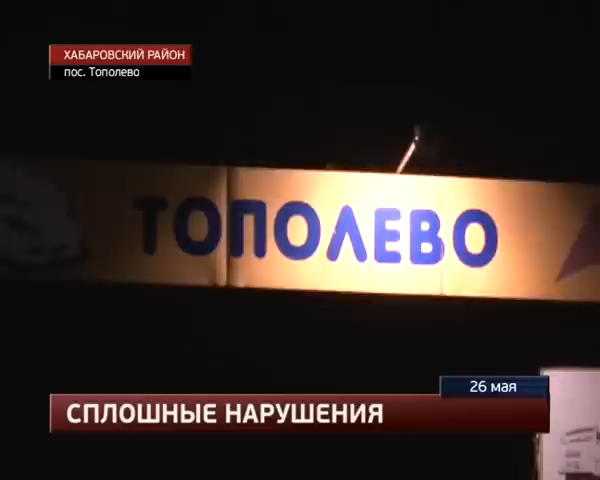 ХАБАРОВСКИЙ РАЙОН
пос. Тополево
ТОПОЛЕВО
26 мая
СПЛОШНЫЕ НАРУШЕНИЯ